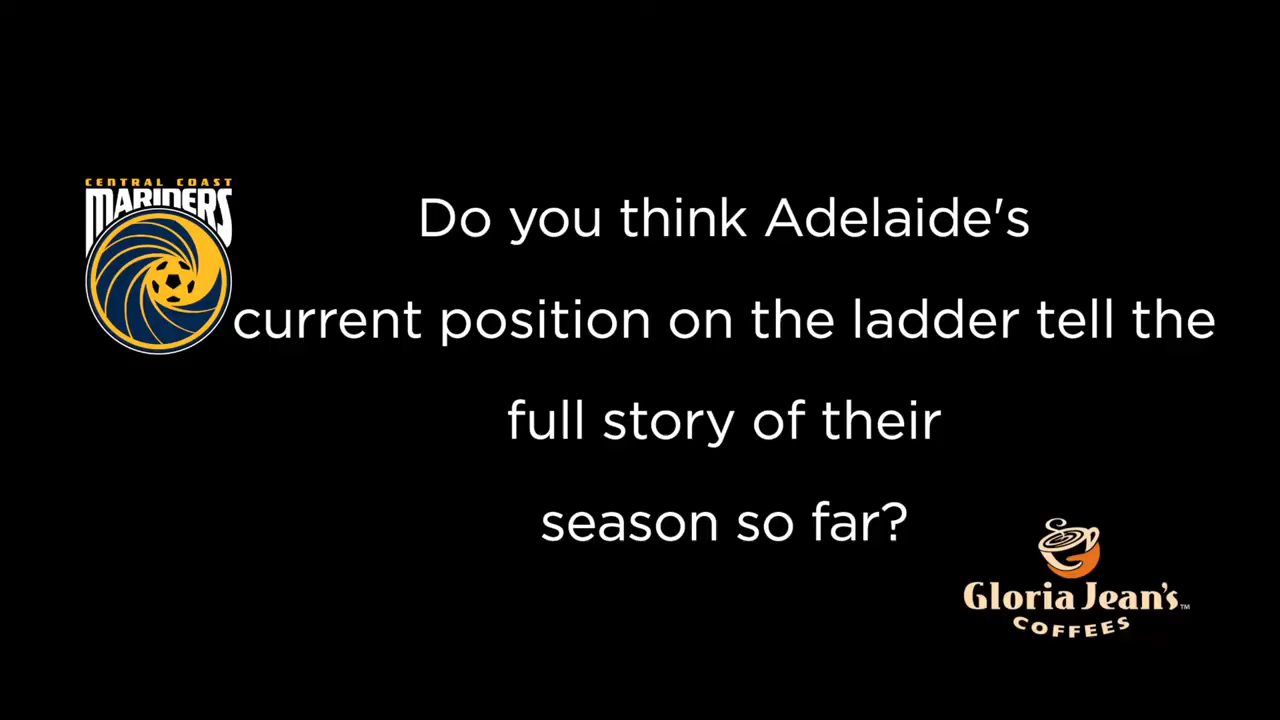 CENTRAL COAST
MARINERS
Do you think Adelaide's
current position on the ladder tell the
full story of their
season so far?
Gloria Jean's™
COFFEES